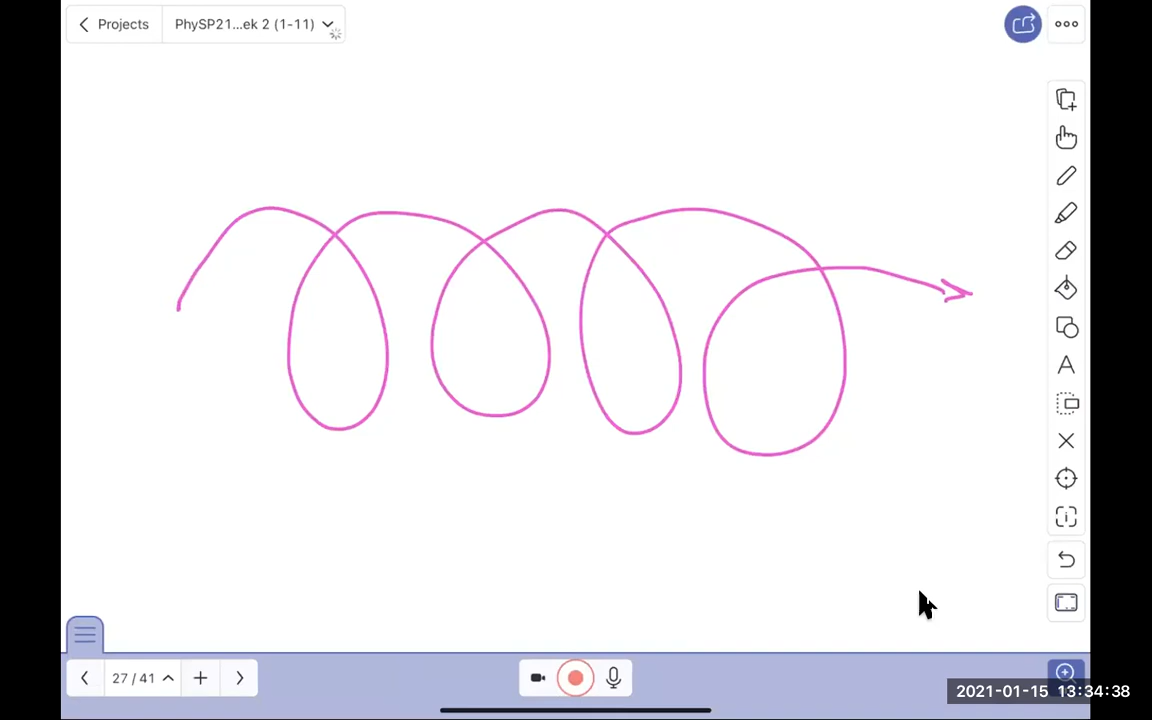 Projects
PhySP21...ek 2 (1-11)
A
27 / 41
2021-01-15 13:34:38